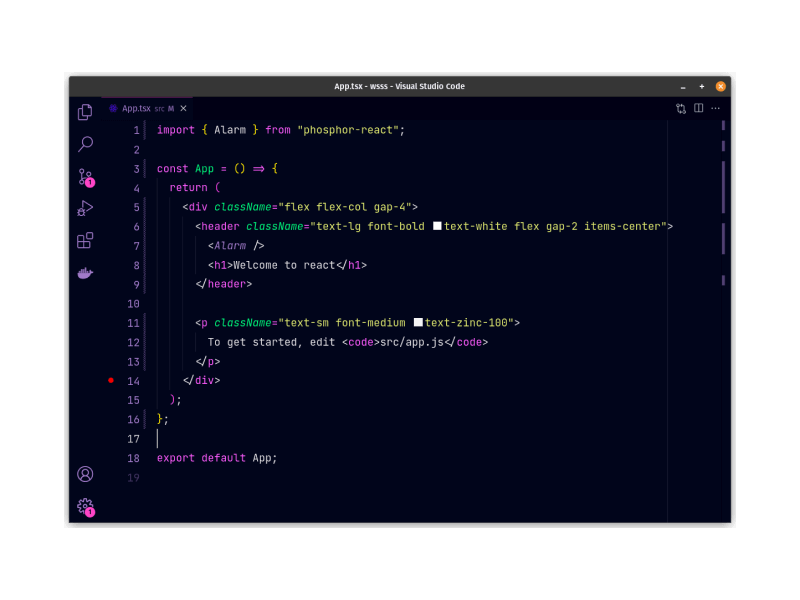 App.tsx - wsss - Visual Studio Code
App.tsx src M
1 import { Alarm } from "phosphor-react";
2
3 const App = () => {
4 return (
5 <div className="flex flex-col gap-4">
6 <header className="text-lg font-bold text-white flex gap-2 items-center">
7 <Alarm />
8 <h1>Welcome to react</h1>
9 </header>
10
11 <p className="text-sm font-medium text-zinc-100">
12 To get started, edit <code>src/app.js</code>
13 </p>
14 </div>
15 );
16 };
17
18 export default App;
19
1
1